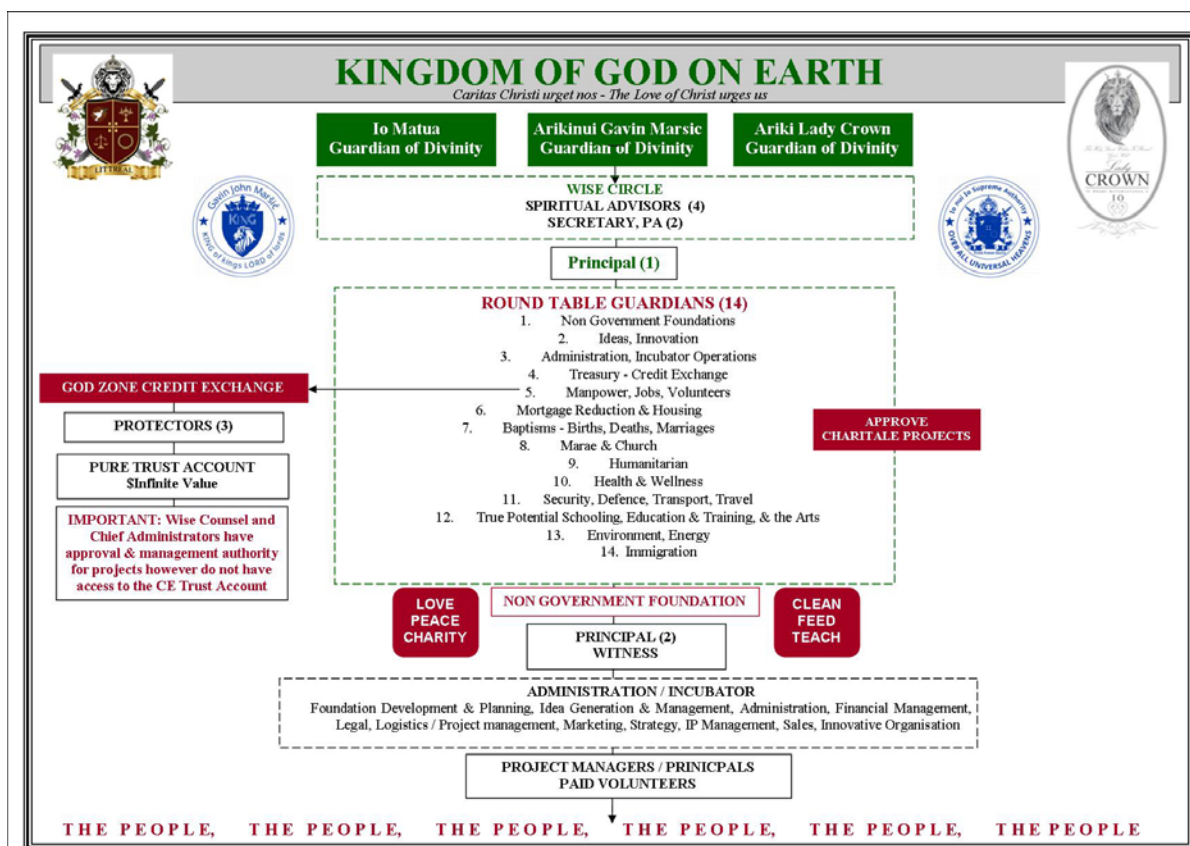 KINGDOM OF GOD ON EARTH
Caritas Christi urget nos - The Love of Christ urges us
LITTREAL
Io Matua
Guardian of Divinity
Arikinui Gavin Marsic
Guardian of Divinity
Ariki Lady Crown
Guardian of Divinity
Lady
CROWN
10
Gavin John Maršić
KING
KING of kings LORD of lords
WISE CIRCLE
SPIRITUAL ADVISORS (4)
SECRETARY, PA (2)
Io nui Io Supreme Authority
OVER ALL UNIVERSAL HEAVENS
Principal (1)
ROUND TABLE GUARDIANS (14)
1. Non Government Foundations
2. Ideas, Innovation
3. Administration, Incubator Operations
4. Treasury - Credit Exchange
5. Manpower, Jobs, Volunteers
6. Mortgage Reduction & Housing
7. Baptisms - Births, Deaths, Marriages
8. Marae & Church
9. Humanitarian
10. Health & Wellness
11. Security, Defence, Transport, Travel
12. True Potential Schooling, Education & Training, & the Arts
13. Environment, Energy
14. Immigration
GOD ZONE CREDIT EXCHANGE
PROTECTORS (3)
PURE TRUST ACCOUNT
$Infinite Value
IMPORTANT: Wise Counsel and
Chief Administrators have
approval & management authority
for projects however do not have
access to the CE Trust Account
APPROVE
CHARITALE PROJECTS
LOVE
PEACE
CHARITY
NON GOVERNMENT FOUNDATION
CLEAN
FEED
TEACH
PRINCIPAL (2)
WITNESS
ADMINISTRATION / INCUBATOR
Foundation Development & Planning, Idea Generation & Management, Administration, Financial Management,
Legal, Logistics / Project management, Marketing, Strategy, IP Management, Sales, Innovative Organisation
PROJECT MANAGERS / PRINICPALS
PAID VOLUNTEERS
THE PEOPLE, THE PEOPLE, THE PEOPLE, THE PEOPLE, THE PEOPLE, THE PEOPLE